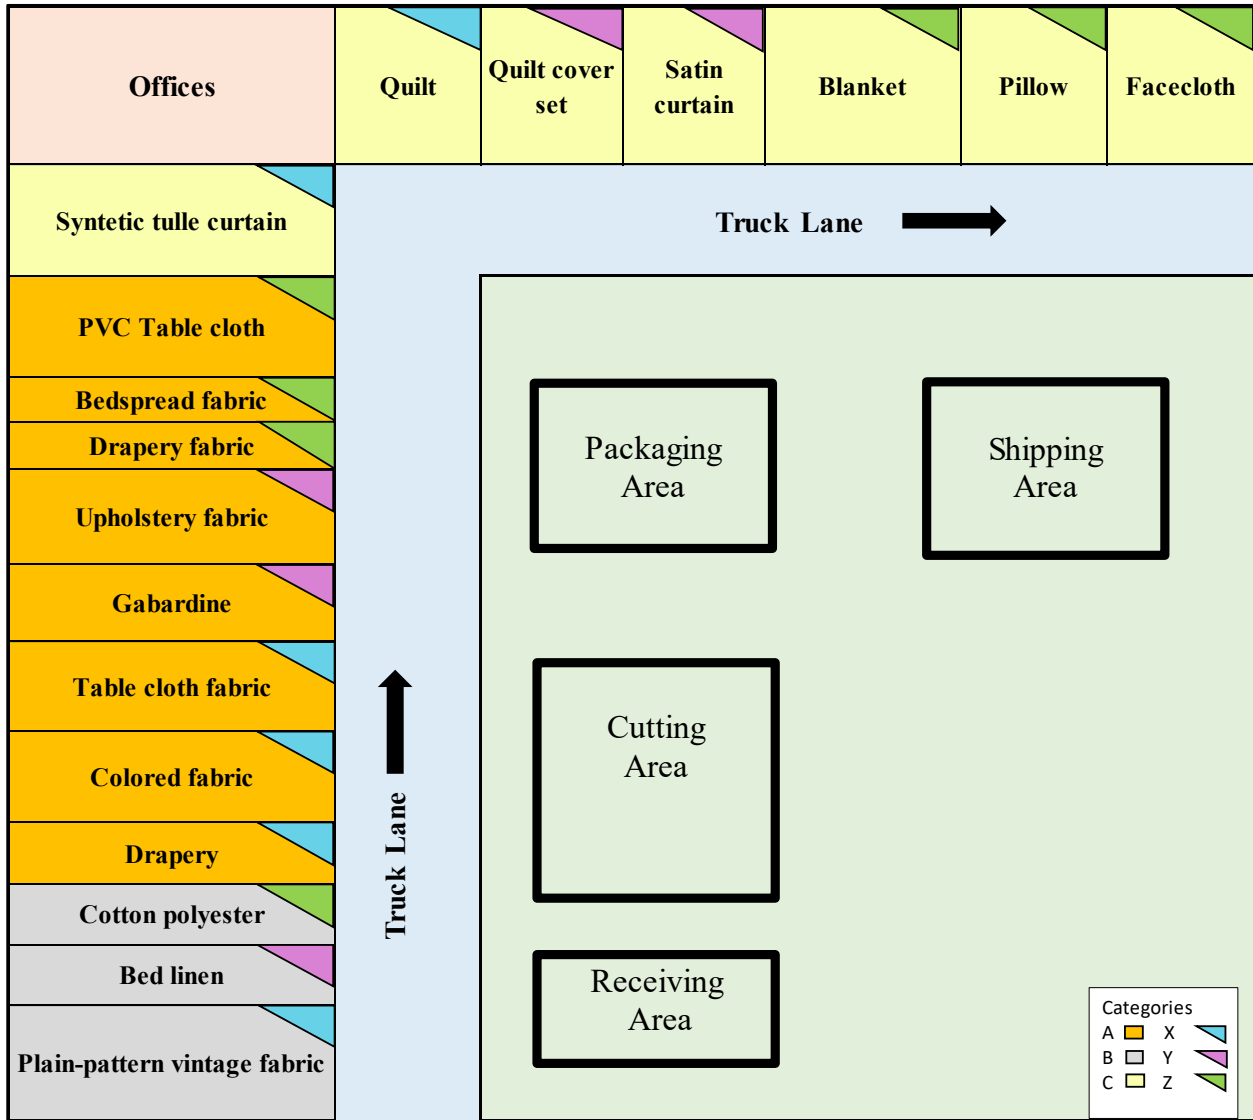 Offices
Quilt
Quilt cover
set
Satin
curtain
Blanket
Pillow
Facecloth
Syntetic tulle curtain
Truck Lane
PVC Table cloth
Bedspread fabric
Drapery fabric
Upholstery fabric
Gabardine
Table cloth fabric
Colored fabric
Drapery
Cotton polyester
Bed linen
Plain-pattern vintage fabric
Truck Lane
Packaging
Area
Shipping
Area
Cutting
Area
Receiving
Area
Categories
A X
B Y
C Z